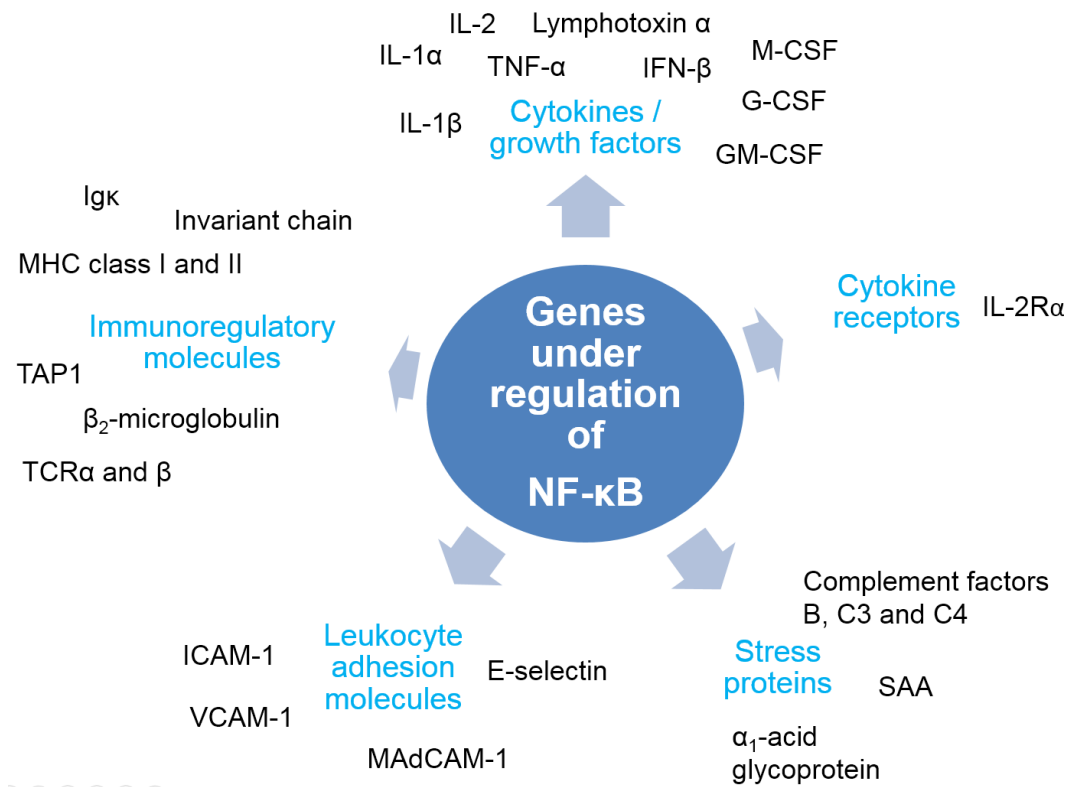 IL-2
Lymphotoxin α
M-CSF
IL-1α
TNF-α
IFN-β
G-CSF
IL-1β
Cytokines /
growth factors
GM-CSF
Igκ
Invariant chain
MHC class I and II
Immunoregulatory
molecules
TAP1
β₂-microglobulin
TCRα and β
Genes
under
regulation
of
NF-κB
Cytokine
receptors
IL-2Rα
Leukocyte
adhesion
molecules
ICAM-1
E-selectin
VCAM-1
MAdCAM-1
Complement factors
B, C3 and C4
Stress
proteins
SAA
α₁-acid
glycoprotein